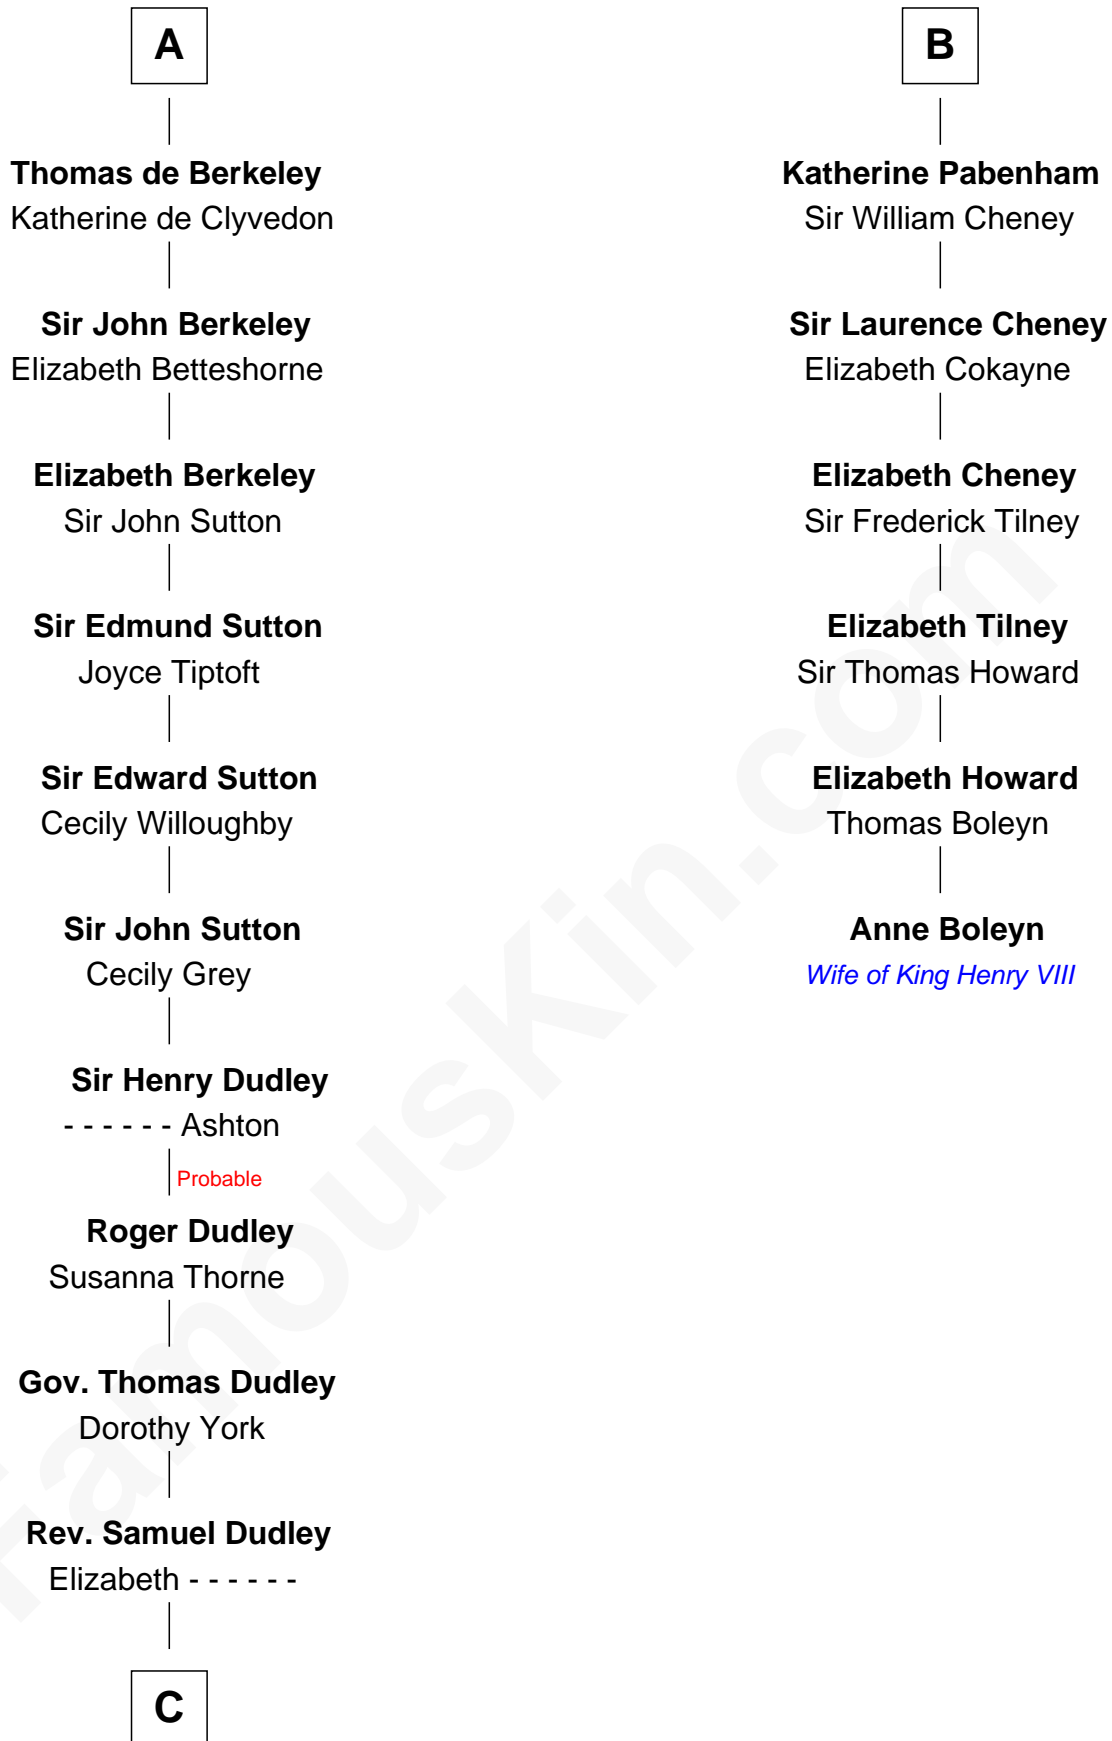 A
Thomas de Berkeley
Katherine de Clyvedon
Sir John Berkeley
Elizabeth Betteshorne
Elizabeth Berkeley
Sir John Sutton
Sir Edmund Sutton
Joyce Tiptoft
Sir Edward Sutton
Cecily Willoughby
Sir John Sutton
Cecily Grey
Sir Henry Dudley
- - - - - - Ashton
Probable
Roger Dudley
Susanna Thorne
Gov. Thomas Dudley
Dorothy York
Rev. Samuel Dudley
Elizabeth - - - - - -
C
B
Katherine Pabenham
Sir William Cheney
Sir Laurence Cheney
Elizabeth Cokayne
Elizabeth Cheney
Sir Frederick Tilney
Elizabeth Tilney
Sir Thomas Howard
Elizabeth Howard
Thomas Boleyn
Anne Boleyn
Wife of King Henry VIII
FamousKin.com